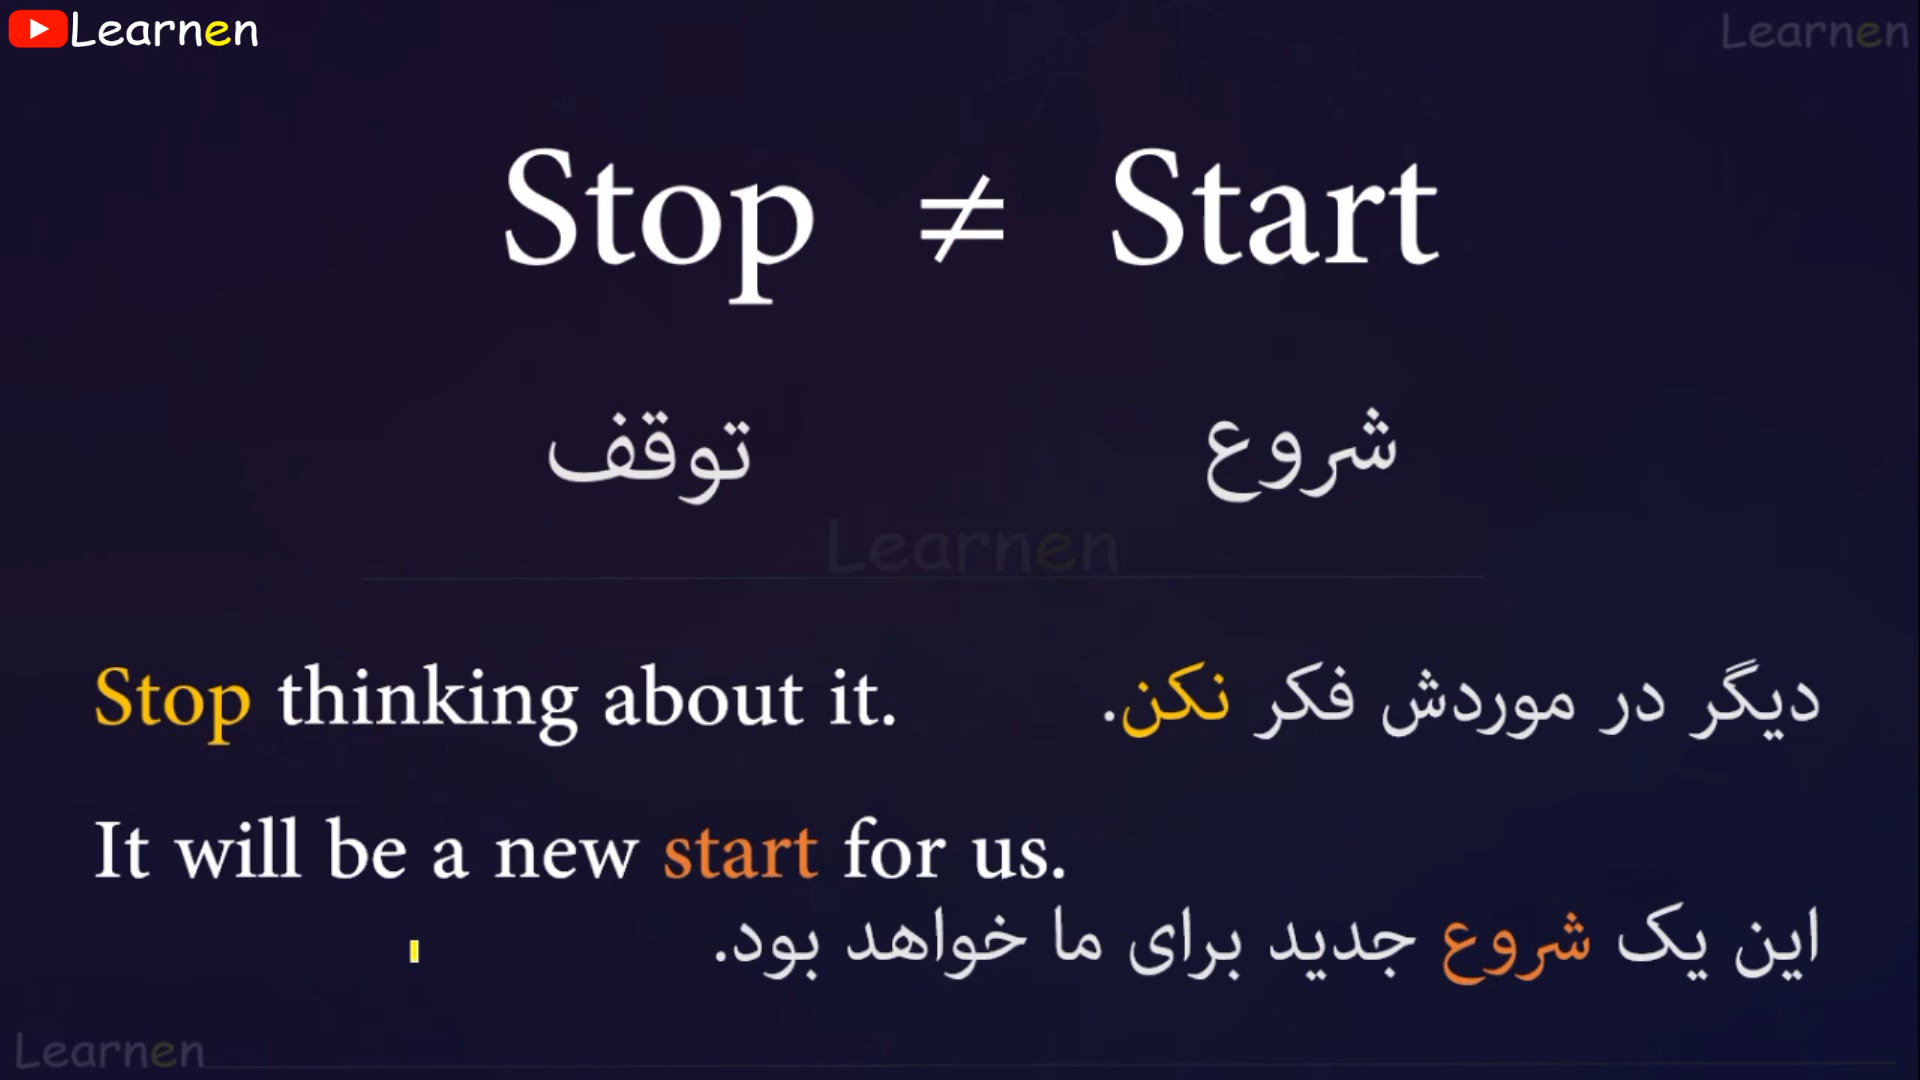 Learnen
Learnen
Stop ≠ Start
توقف
شروع
Learnen
Stop thinking about it.
دیگر در موردش فکر نکن.
It will be a new start for us.
این یک شروع جدید برای ما خواهد بود.
Learnen